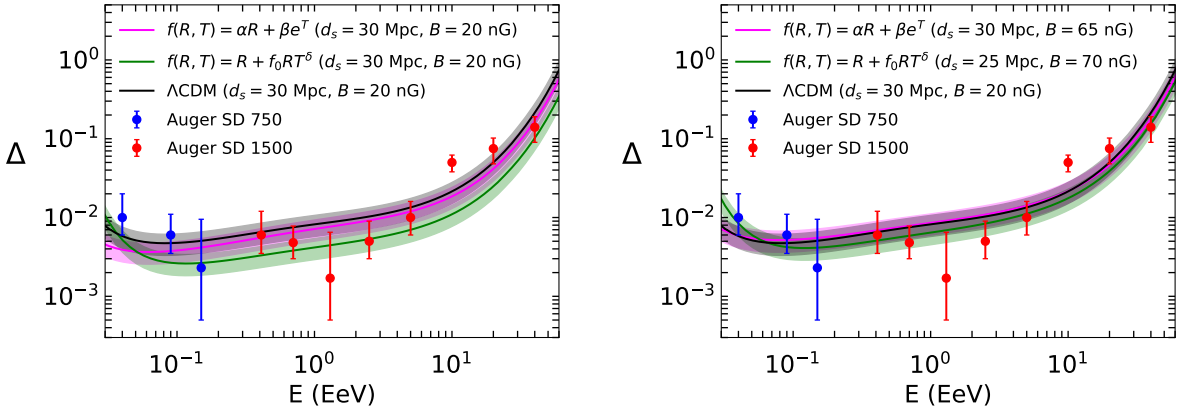 f(R, T) = αR + βe^T (d_s = 30 Mpc, B = 20 nG)
f(R, T) = R + f_0RT^δ (d_s = 30 Mpc, B = 20 nG)
ΛCDM (d_s = 30 Mpc, B = 20 nG)
Auger SD 750
Auger SD 1500
10^0
10^−1
10^−2
10^−3
Δ
10^−1
10^0
10^1
E (EeV)
f(R, T) = αR + βe^T (d_s = 30 Mpc, B = 65 nG)
f(R, T) = R + f_0RT^δ (d_s = 25 Mpc, B = 70 nG)
ΛCDM (d_s = 30 Mpc, B = 20 nG)
Auger SD 750
Auger SD 1500
10^0
10^−1
10^−2
10^−3
Δ
10^−1
10^0
10^1
E (EeV)